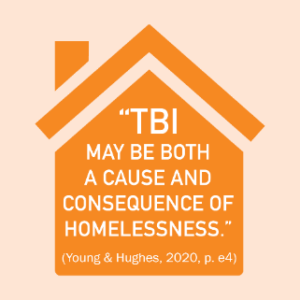 “TBI
MAY BE BOTH
A CAUSE AND
CONSEQUENCE OF
HOMELESSNESS.”
(Young & Hughes, 2020, p. e4)